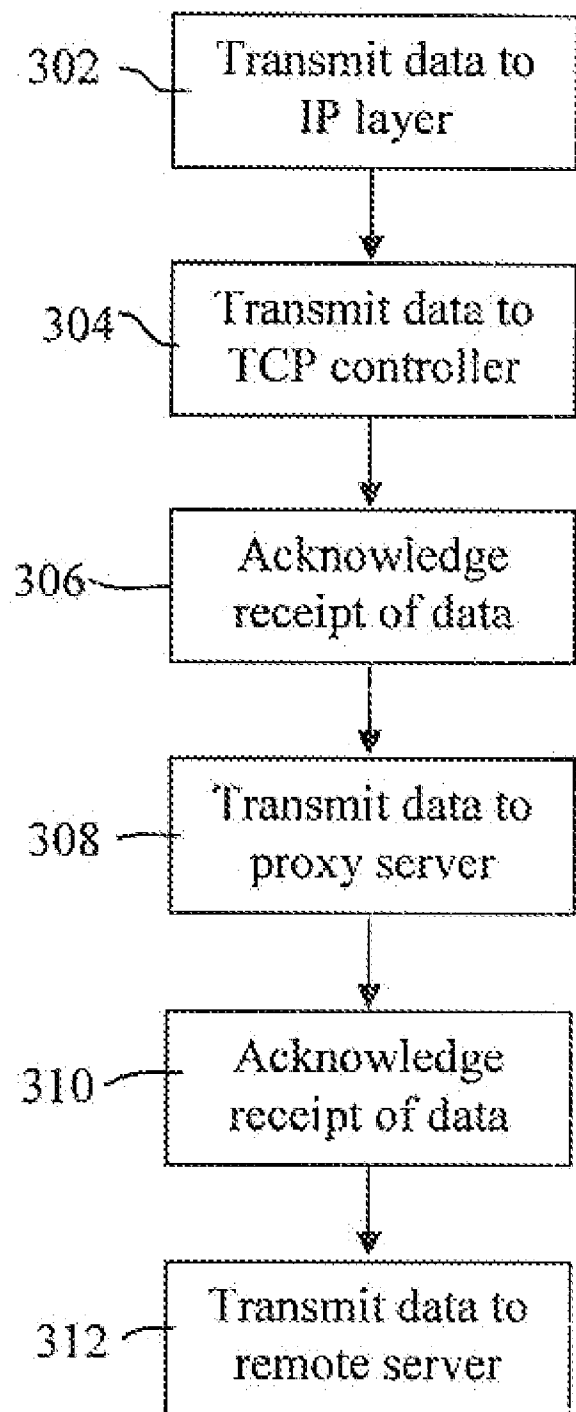 302
Transmit data to
IP layer
304
Transmit data to
TCP controller
306
Acknowledge
receipt of data
308
Transmit data to
proxy server
310
Acknowledge
receipt of data
312
Transmit data to
remote server